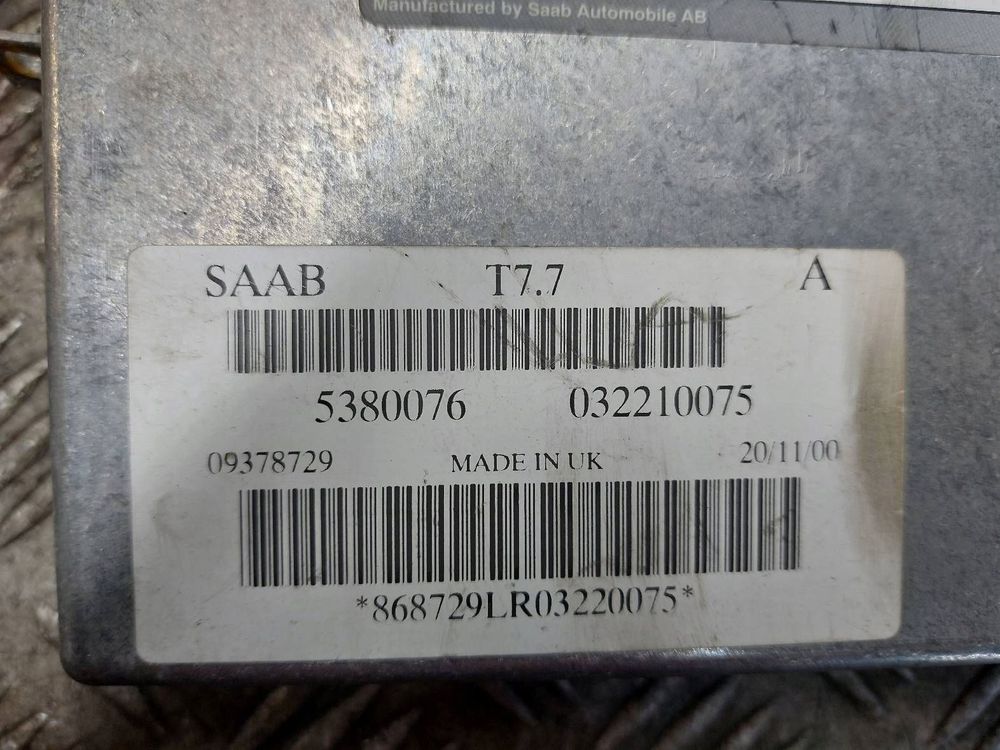 Manufactured by Saab Automobile AB
SAAB T7.7 A
5380076 032210075
09378729 MADE IN UK 20/11/00
*868729LR03220075*